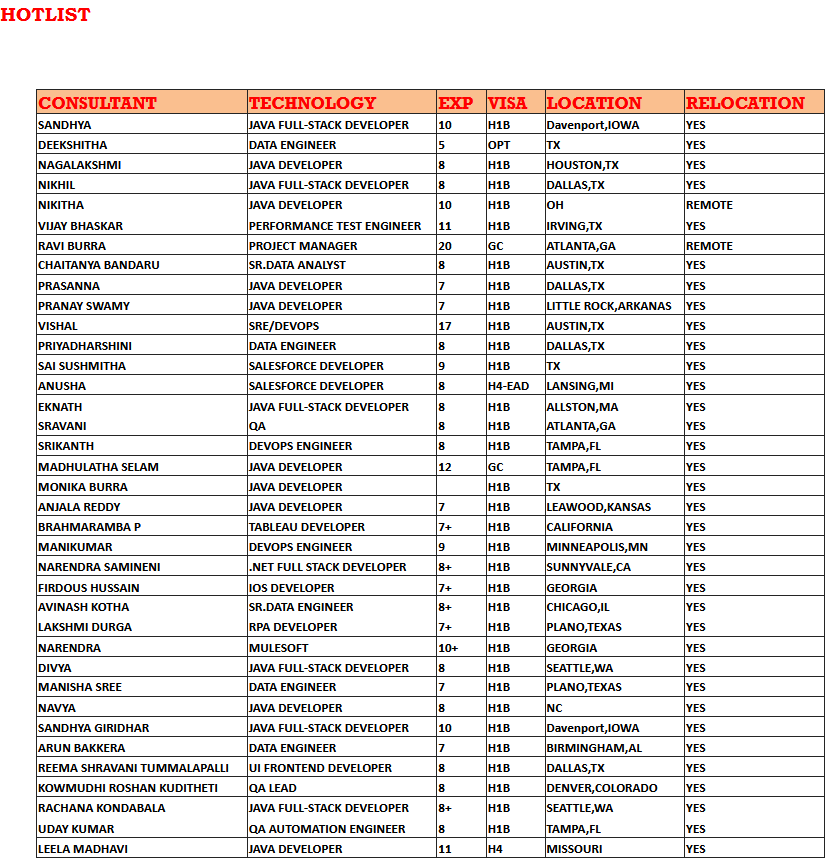 HOTLIST
CONSULTANT TECHNOLOGY EXP VISA LOCATION RELOCATION
SANDHYA JAVA FULL-STACK DEVELOPER 10 H1B Davenport,IOWA YES
DEEKSHITHA DATA ENGINEER 5 OPT TX YES
NAGALAKSHMI JAVA DEVELOPER 8 H1B HOUSTON,TX YES
NIKHIL JAVA FULL-STACK DEVELOPER 8 H1B DALLAS,TX YES
NIKITHA JAVA DEVELOPER 10 H1B OH REMOTE
VIJAY BHASKAR PERFORMANCE TEST ENGINEER 11 H1B IRVING,TX YES
RAVI BURRA PROJECT MANAGER 20 GC ATLANTA,GA REMOTE
CHAITANYA BANDARU SR.DATA ANALYST 8 H1B AUSTIN,TX YES
PRASANNA JAVA DEVELOPER 7 H1B DALLAS,TX YES
PRANAY SWAMY JAVA DEVELOPER 7 H1B LITTLE ROCK,ARKANAS YES
VISHAL SRE/DEVOPS 17 H1B AUSTIN,TX YES
PRIYADHARSHINI DATA ENGINEER 8 H1B DALLAS,TX YES
SAI SUSHMITHA SALESFORCE DEVELOPER 9 H1B TX YES
ANUSHA SALESFORCE DEVELOPER 8 H4-EAD LANSING,MI YES
EKNATH JAVA FULL-STACK DEVELOPER 8 H1B ALLSTON,MA YES
SRAVANI QA 8 H1B ATLANTA,GA YES
SRIKANTH DEVOPS ENGINEER 8 H1B TAMPA,FL YES
MADHULATHA SELAM JAVA DEVELOPER 12 GC TAMPA,FL YES
MONIKA BURRA JAVA DEVELOPER H1B TX YES
ANJALA REDDY JAVA DEVELOPER 7 H1B LEAWOOD,KANSAS YES
BRAHMARAMBA P TABLEAU DEVELOPER 7+ H1B CALIFORNIA YES
MANIKUMAR DEVOPS ENGINEER 9 H1B MINNEAPOLIS,MN YES
NARENDRA SAMINENI .NET FULL STACK DEVELOPER 8+ H1B SUNNYVALE,CA YES
FIRDOUS HUSSAIN IOS DEVELOPER 7+ H1B GEORGIA YES
AVINASH KOTHA SR.DATA ENGINEER 8+ H1B CHICAGO,IL YES
LAKSHMI DURGA RPA DEVELOPER 7+ H1B PLANO,TEXAS YES
NARENDRA MULESOFT 10+ H1B GEORGIA YES
DIVYA JAVA FULL-STACK DEVELOPER 8 H1B SEATTLE,WA YES
MANISHA SREE DATA ENGINEER 7 H1B PLANO,TEXAS YES
NAVYA JAVA DEVELOPER 8 H1B NC YES
SANDHYA GIRIDHAR JAVA FULL-STACK DEVELOPER 10 H1B Davenport,IOWA YES
ARUN BAKKERA DATA ENGINEER 7 H1B BIRMINGHAM,AL YES
REEMA SHRAVANI TUMMALAPALLI UI FRONTEND DEVELOPER 8 H1B DALLAS,TX YES
KOWMUDHI ROSHAN KUDITHETI QA LEAD 8 H1B DENVER,COLORADO YES
RACHANA KONDABALA JAVA FULL-STACK DEVELOPER 8+ H1B SEATTLE,WA YES
UDAY KUMAR QA AUTOMATION ENGINEER 8 H1B TAMPA,FL YES
LEELA MADHAVI JAVA DEVELOPER 11 H4 MISSOURI YES